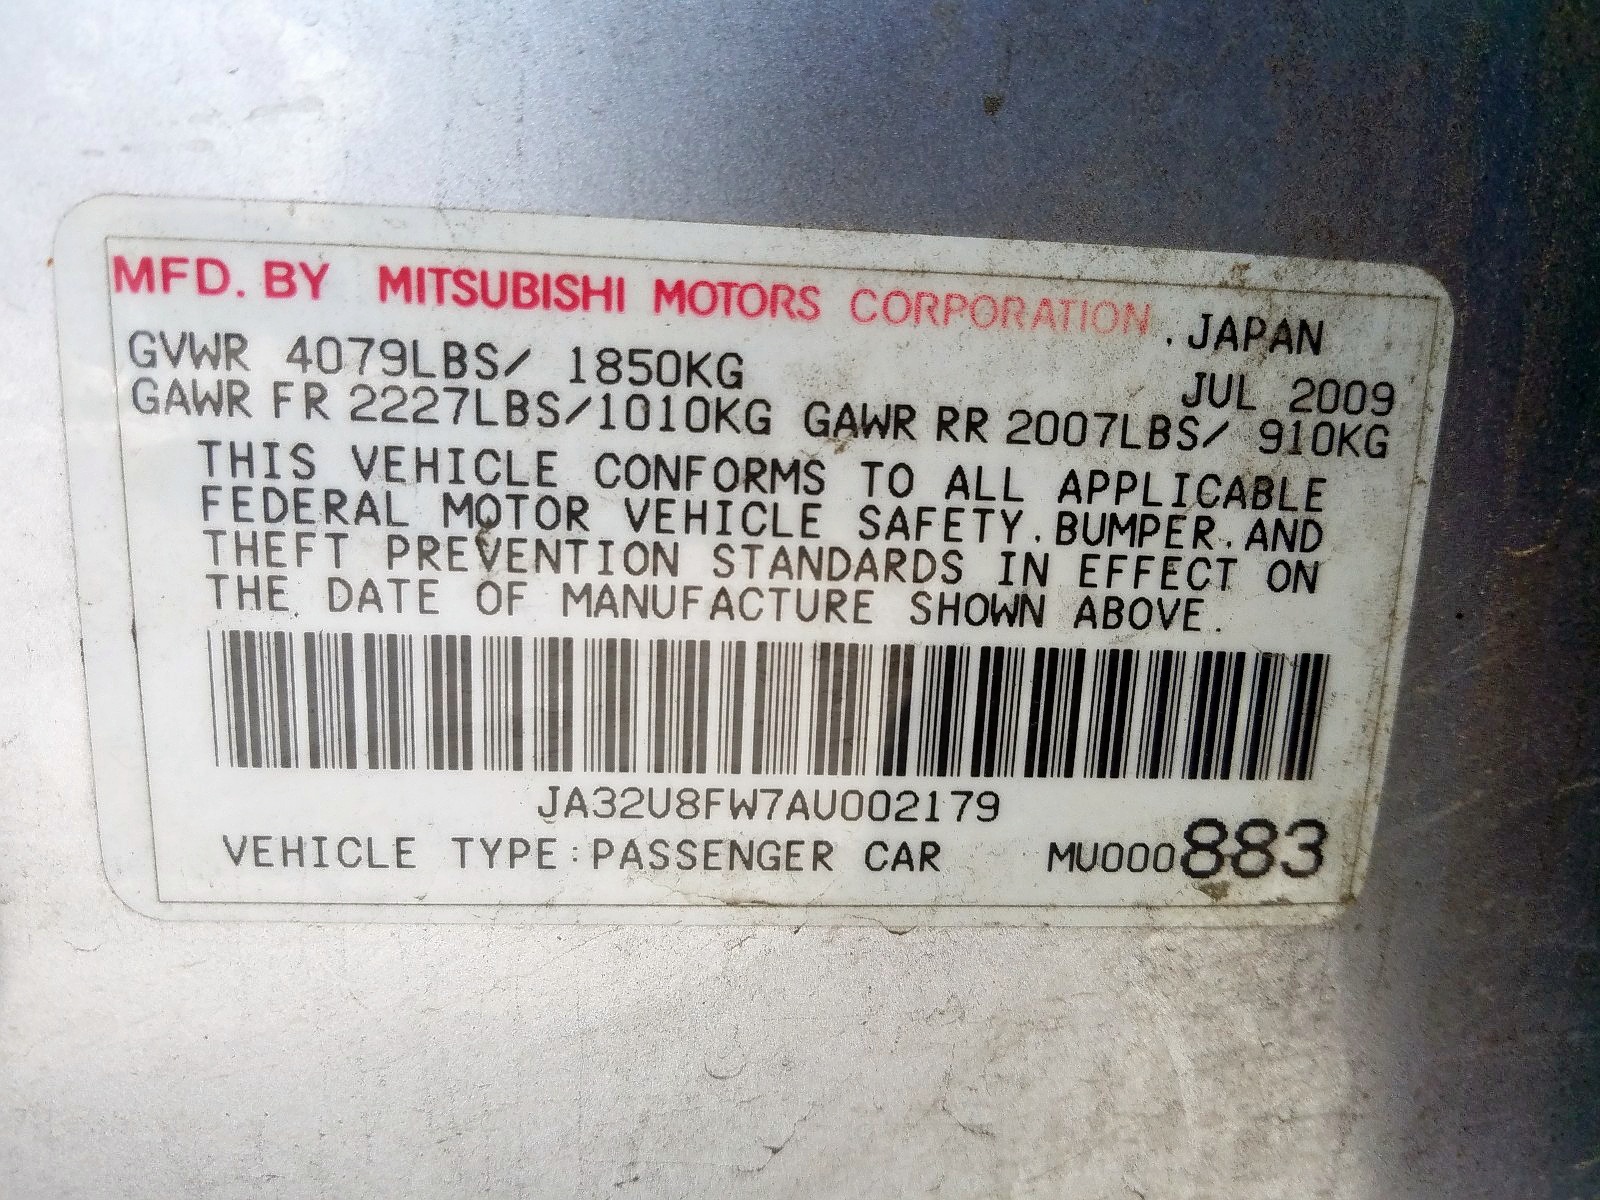 MFD. BY MITSUBISHI MOTORS CORPORATION . JAPAN
GVWR 4079LBS/ 1850KG JUL 2009
GAWR FR 2227LBS/1010KG GAWR RR 2007LBS/ 910KG
THIS VEHICLE CONFORMS TO ALL APPLICABLE
FEDERAL MOTOR VEHICLE SAFETY. BUMPER. AND
THEFT PREVENTION STANDARDS IN EFFECT ON
THE DATE OF MANUFACTURE SHOWN ABOVE.
JA32U8FW7AU002179
VEHICLE TYPE:PASSENGER CAR MU000883